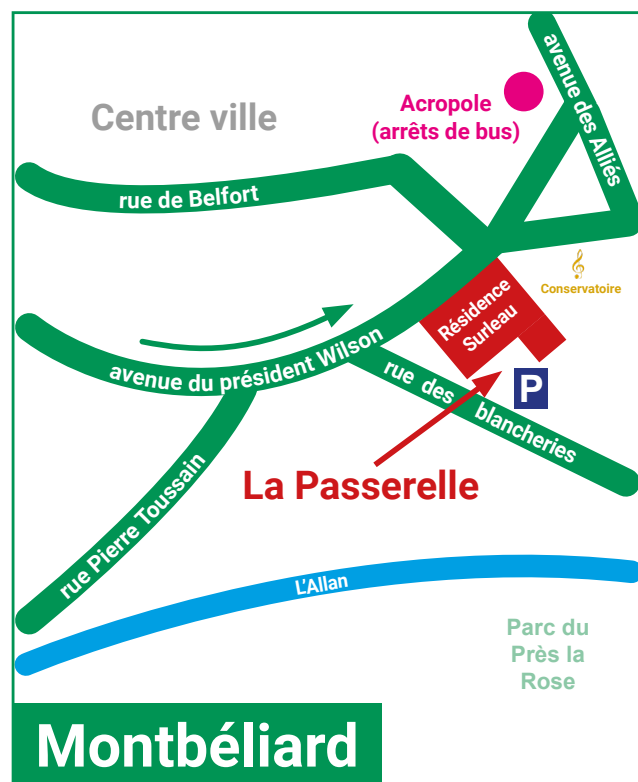 avenue des Alliés
Acropole
(arrêts de bus)
Centre ville
rue de Belfort
Conservatoire
Résidence
Surleau
avenue du président Wilson
P
rue des blancheries
La Passerelle
rue Pierre Toussain
L'Allan
Parc du
Près la
Rose
Montbéliard